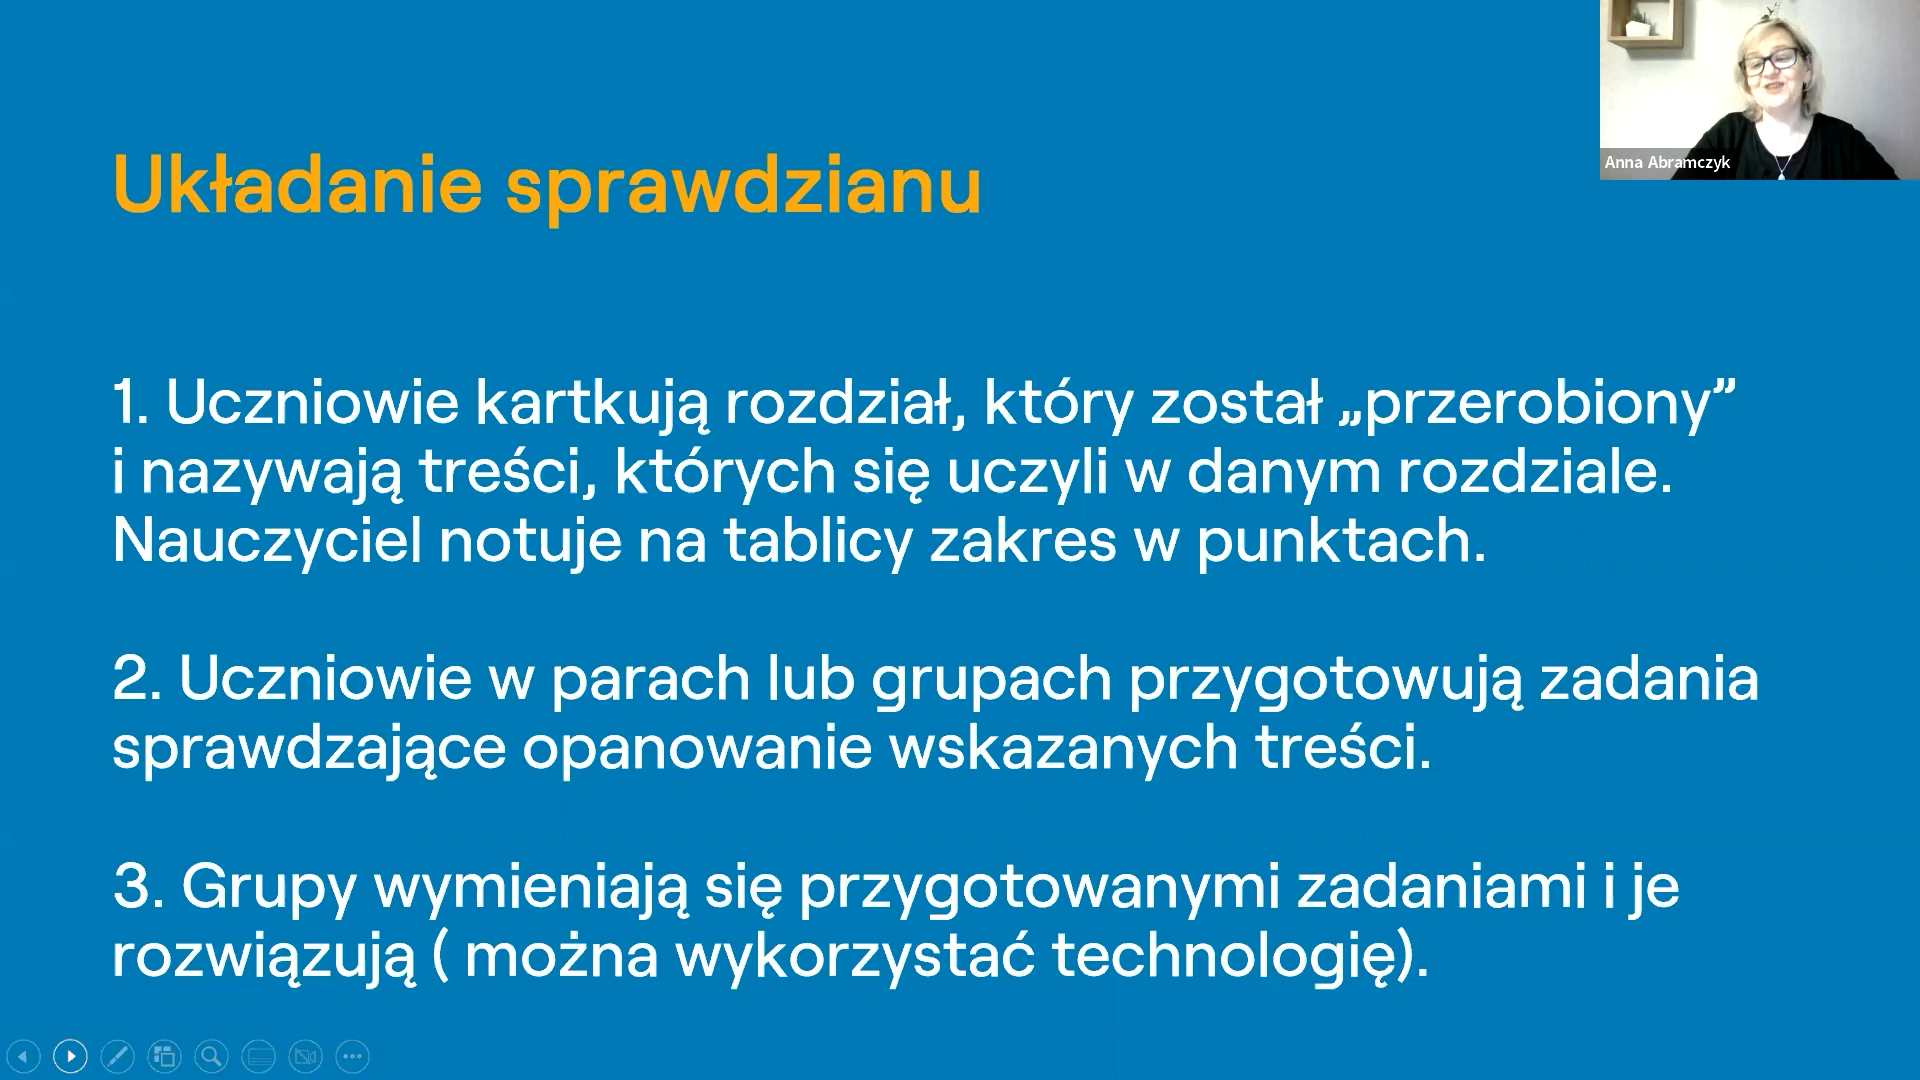 Układanie sprawdzianu
Anna Abramczyk
1. Uczniowie kartkują rozdział, który został „przerobiony”
i nazywają treści, których się uczyli w danym rozdziale.
Nauczyciel notuje na tablicy zakres w punktach.
2. Uczniowie w parach lub grupach przygotowują zadania
sprawdzające opanowanie wskazanych treści.
3. Grupy wymieniają się przygotowanymi zadaniami i je
rozwiązują ( można wykorzystać technologię).